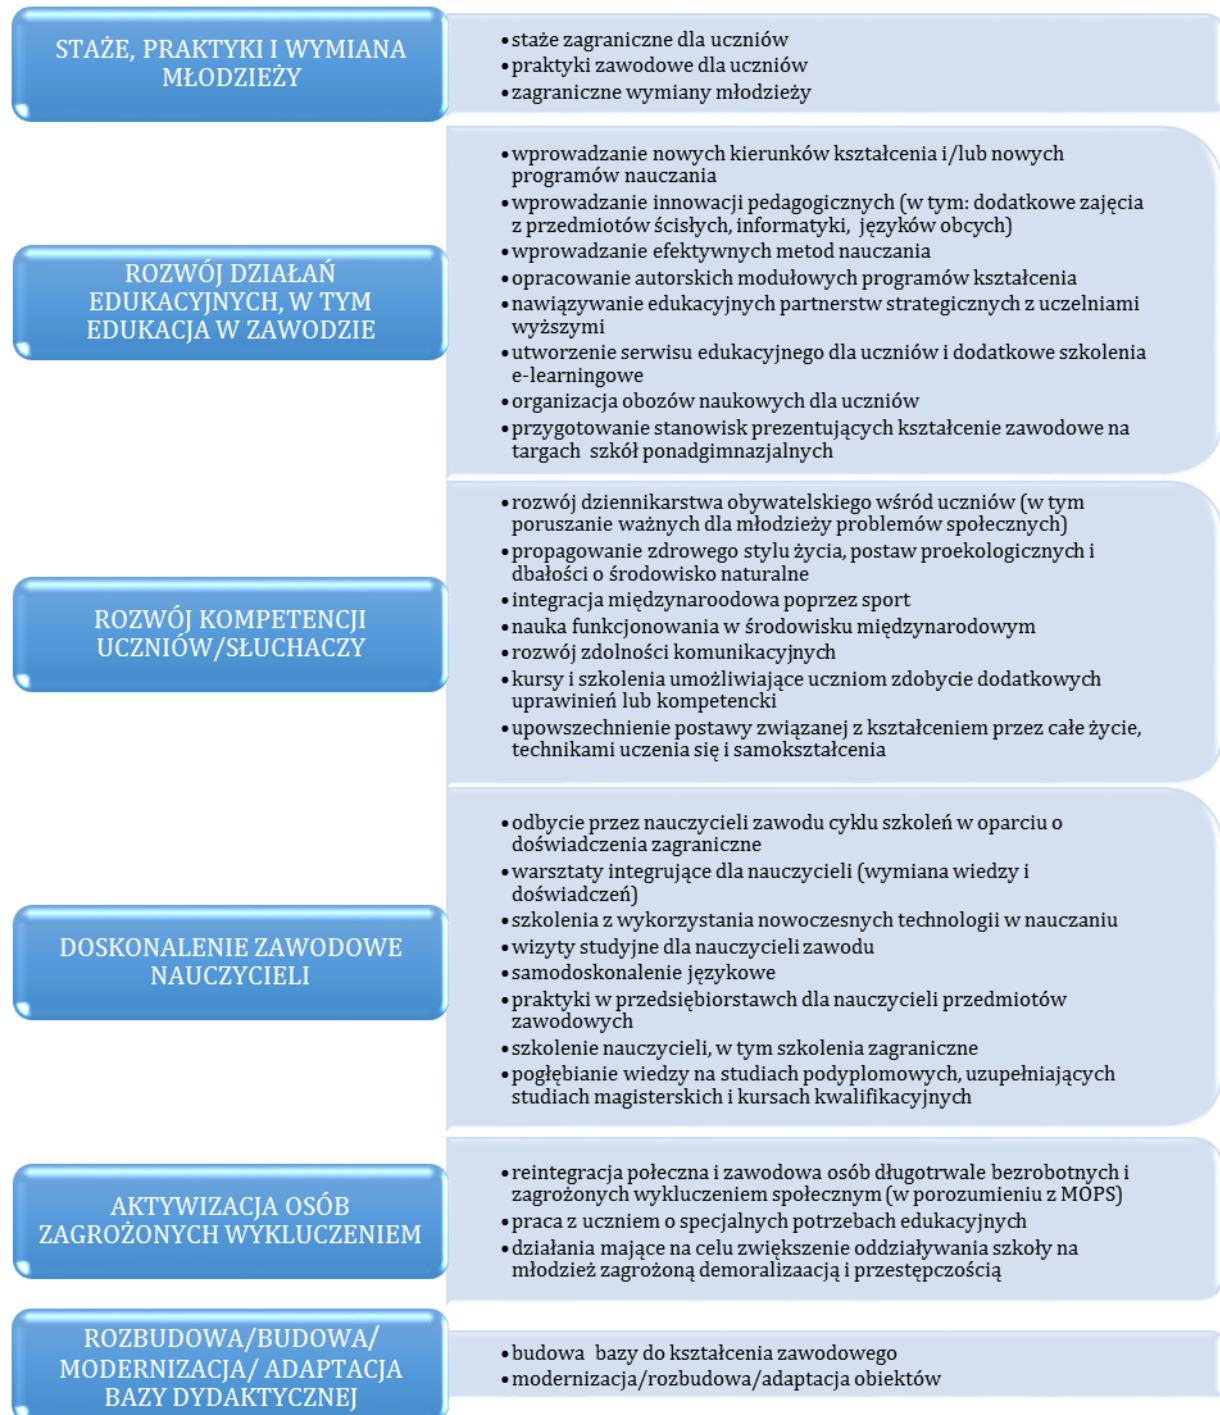 STAŻE, PRAKTYKI I WYMIANA
MŁODZIEŻY
•staże zagraniczne dla uczniów
•praktyki zawodowe dla uczniów
•zagraniczne wymiany młodzieży
ROZWÓJ DZIAŁAŃ
EDUKACYJNYCH, W TYM
EDUKACJA W ZAWODZIE
•wprowadzanie nowych kierunków kształcenia i/lub nowych
programów nauczania
•wprowadzanie innowacji pedagogicznych (w tym: dodatkowe zajęcia
z przedmiotów ścisłych, informatyki, języków obcych)
•wprowadzanie efektywnych metod nauczania
•opracowanie autorskich modułowych programów kształcenia
•nawiązywanie edukacyjnych partnerstw strategicznych z uczelniami
wyższymi
•utworzenie serwisu edukacyjnego dla uczniów i dodatkowe szkolenia
e-learningowe
•organizacja obozów naukowych dla uczniów
•przygotowanie stanowisk prezentujących kształcenie zawodowe na
targach szkół ponadgimnazjalnych
ROZWÓJ KOMPETENCJI
UCZNIÓW/SŁUCHACZY
•rozwój dziennikarstwa obywatelskiego wśród uczniów (w tym
poruszanie ważnych dla młodzieży problemów społecznych)
•propagowanie zdrowego stylu życia, postaw proekologicznych i
dbałości o środowisko naturalne
•integracja międzynaroodowa poprzez sport
•nauka funkcjonowania w środowisku międzynarodowym
•rozwój zdolności komunikacyjnych
•kursy i szkolenia umożliwiające uczniom zdobycie dodatkowych
uprawinień lub kompetencki
•upowszechnienie postawy związanej z kształceniem przez całe życie,
technikami uczenia się i samokształcenia
DOSKONALENIE ZAWODOWE
NAUCZYCIELI
•odbycie przez nauczycieli zawodu cyklu szkoleń w oparciu o
doświadczenia zagraniczne
•warsztaty integrujące dla nauczycieli (wymiana wiedzy i
doświadczeń)
•szkolenia z wykorzystania nowoczesnych technologii w nauczaniu
•wizyty studyjne dla nauczycieli zawodu
•samodoskonalenie językowe
•praktyki w przedsiębiorstawch dla nauczycieli przedmiotów
zawodowych
•szkolenie nauczycieli, w tym szkolenia zagraniczne
•pogłębianie wiedzy na studiach podyplomowych, uzupełniających
studiach magisterskich i kursach kwalifikacyjnych
AKTYWIZACJA OSÓB
ZAGROŻONYCH WYKLUCZENIEM
•reintegracja połeczna i zawodowa osób długotrwale bezrobotnych i
zagrożonych wykluczeniem społecznym (w porozumieniu z MOPS)
•praca z uczniem o specjalnych potrzebach edukacyjnych
•działania mające na celu zwiększenie oddziaływania szkoły na
młodzież zagrożoną demoralizaacją i przestępczością
ROZBUDOWA/BUDOWA/
MODERNIZACJA/ ADAPTACJA
BAZY DYDAKTYCZNEJ
•budowa bazy do kształcenia zawodowego
•modernizacja/rozbudowa/adaptacja obiektów